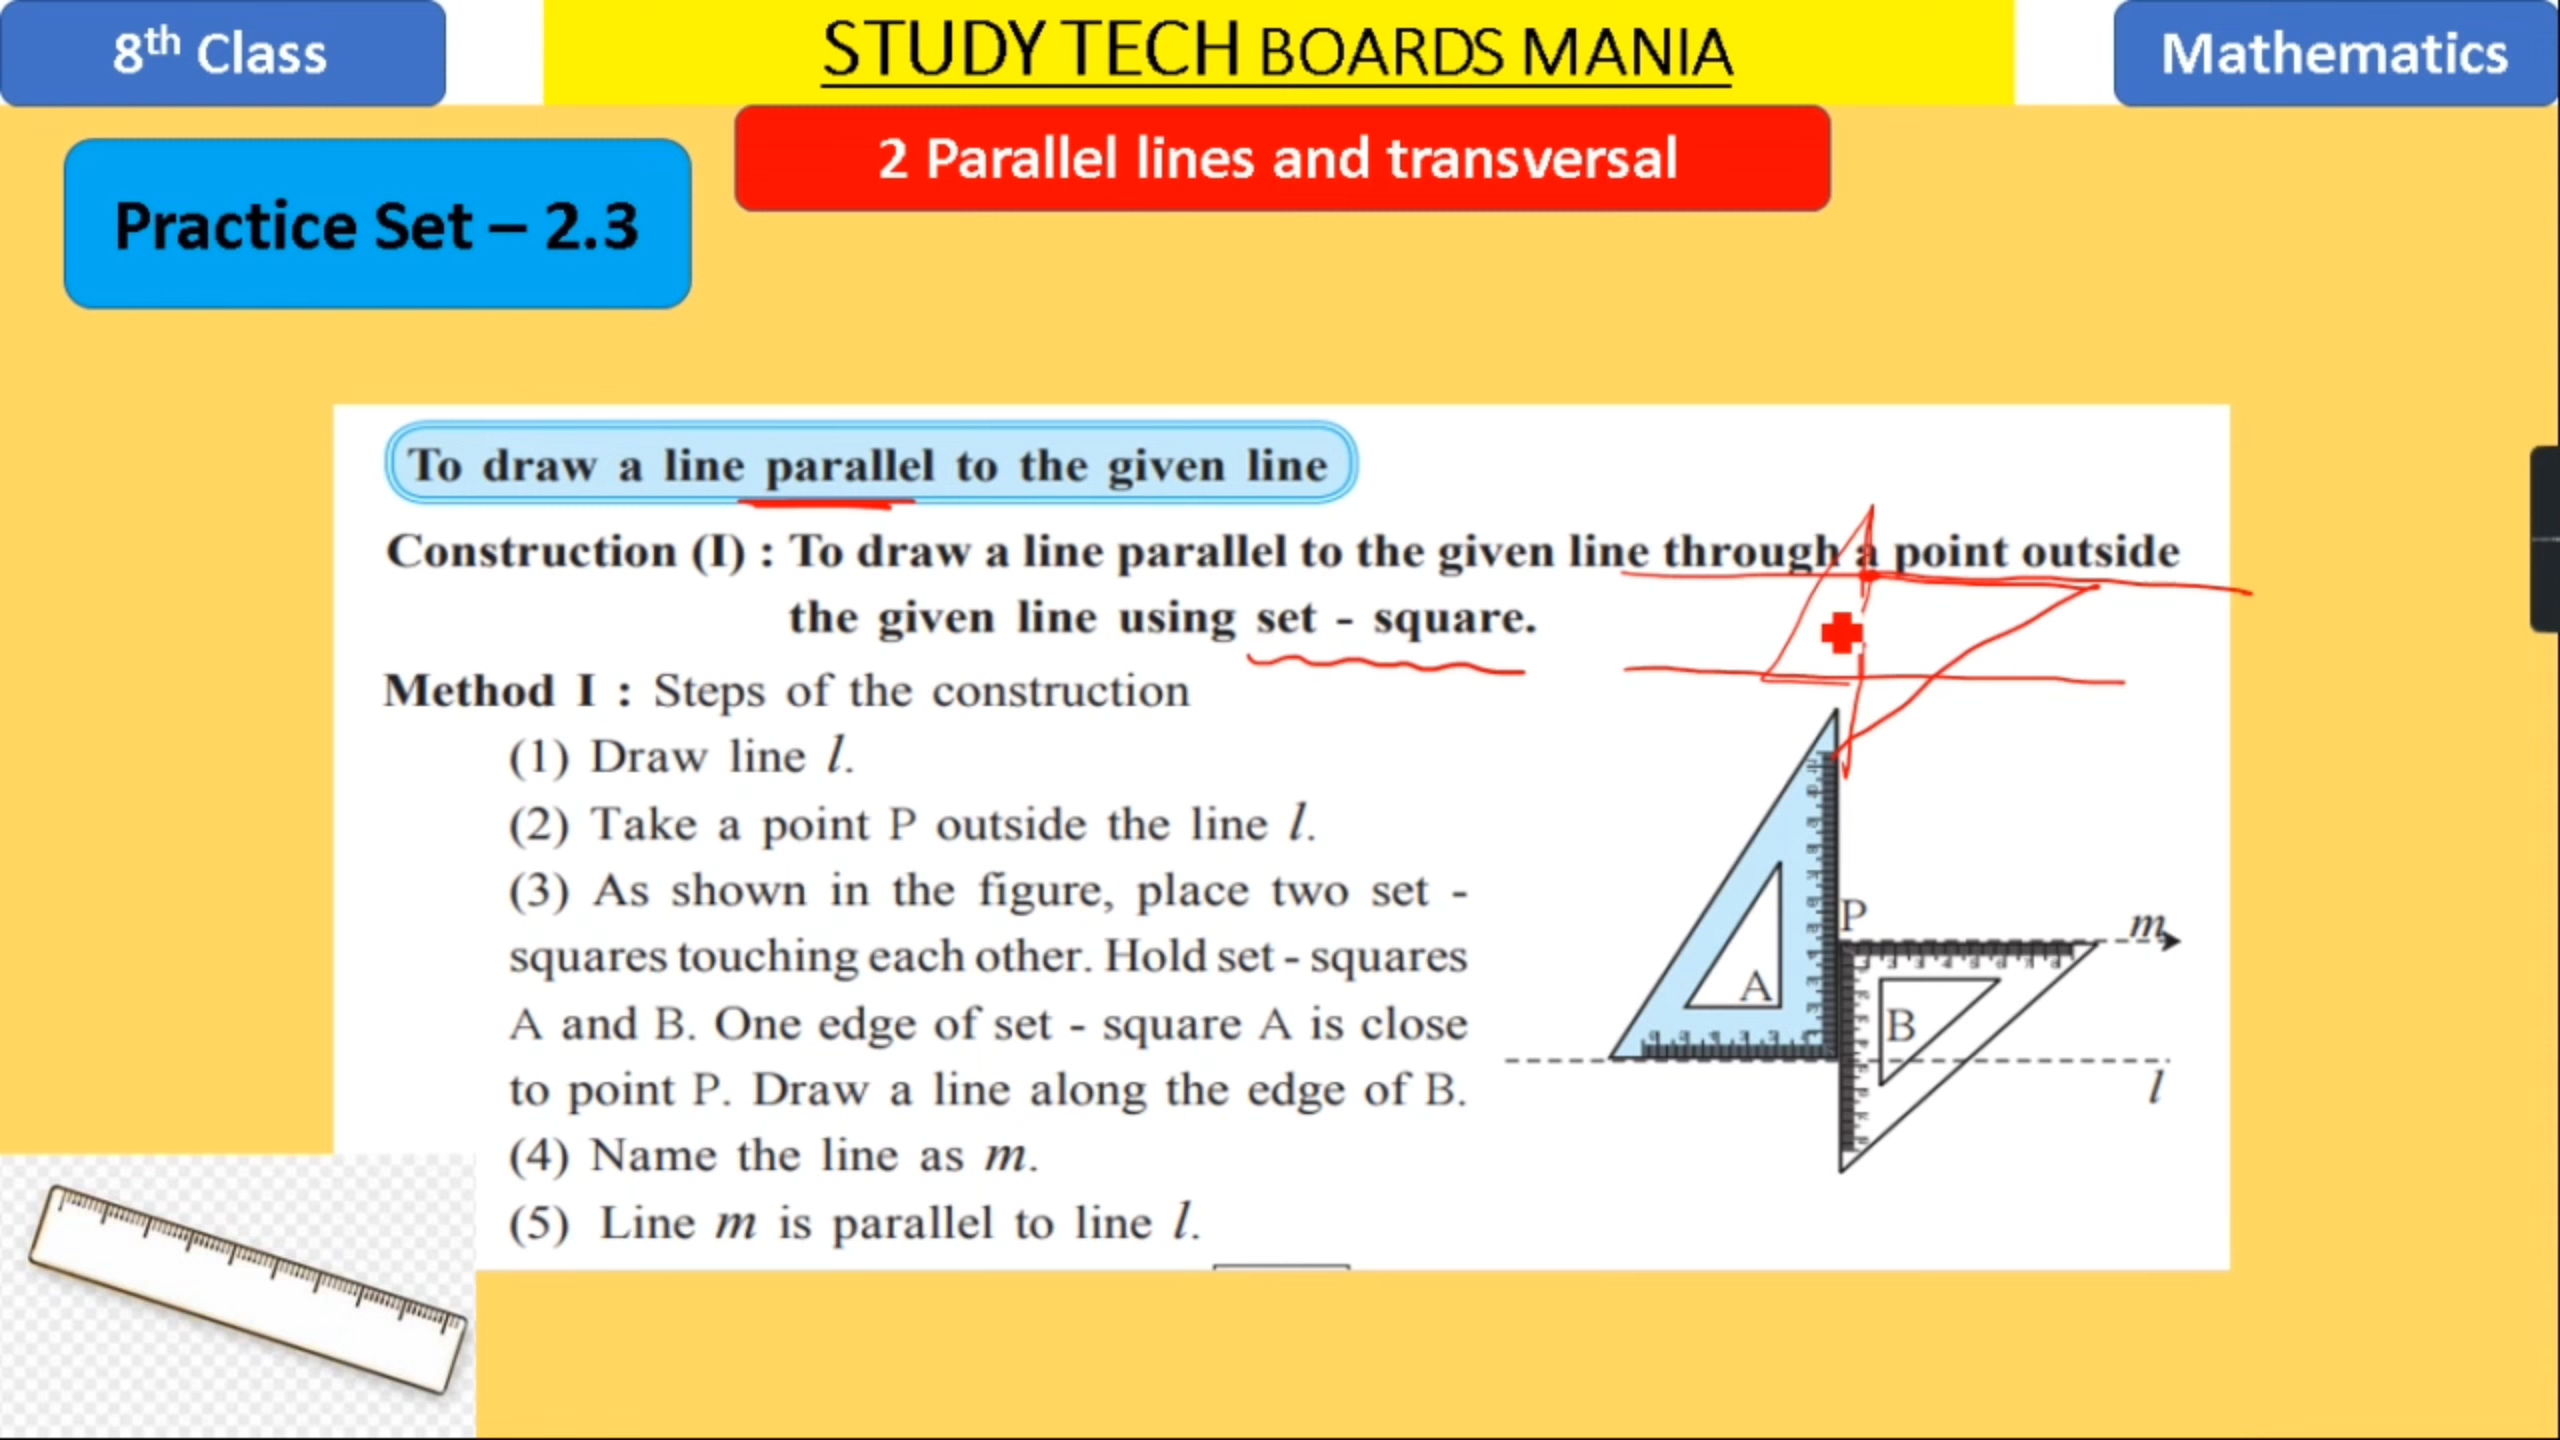 8th Class
STUDY TECH BOARDS MANIA
Mathematics
2 Parallel lines and transversal
Practice Set – 2.3
To draw a line parallel to the given line
Construction (I) : To draw a line parallel to the given line through a point outside
the given line using set - square.
Method I : Steps of the construction
(1) Draw line l.
(2) Take a point P outside the line l.
(3) As shown in the figure, place two set -
squares touching each other. Hold set - squares
A and B. One edge of set - square A is close
to point P. Draw a line along the edge of B.
(4) Name the line as m.
(5) Line m is parallel to line l.
P
m
A
B
l